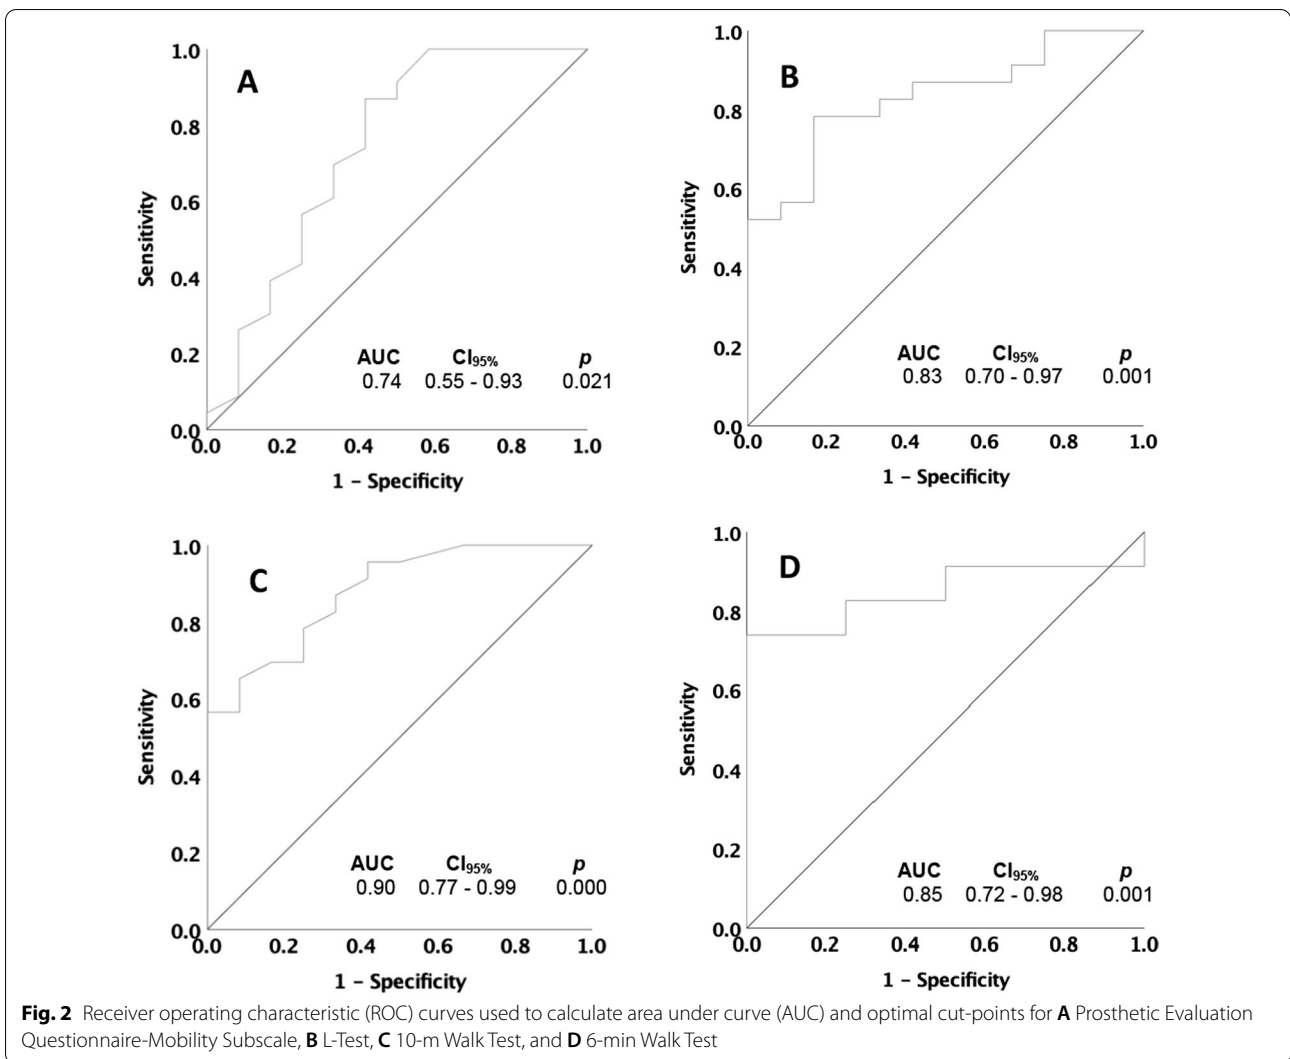 A
1.0
0.8
0.6
0.4
0.2
0.0
Sensitivity
0.0 0.2 0.4 0.6 0.8 1.0
1 – Specificity
AUC CI95% p
0.74 0.55 - 0.93 0.021
B
1.0
0.8
0.6
0.4
0.2
0.0
Sensitivity
0.0 0.2 0.4 0.6 0.8 1.0
1 – Specificity
AUC CI95% p
0.83 0.70 - 0.97 0.001
C
1.0
0.8
0.6
0.4
0.2
0.0
Sensitivity
0.0 0.2 0.4 0.6 0.8 1.0
1 – Specificity
AUC CI95% p
0.90 0.77 - 0.99 0.000
D
1.0
0.8
0.6
0.4
0.2
0.0
Sensitivity
0.0 0.2 0.4 0.6 0.8 1.0
1 – Specificity
AUC CI95% p
0.85 0.72 - 0.98 0.001
Fig. 2 Receiver operating characteristic (ROC) curves used to calculate area under curve (AUC) and optimal cut-points for A Prosthetic Evaluation
Questionnaire-Mobility Subscale, B L-Test, C 10-m Walk Test, and D 6-min Walk Test